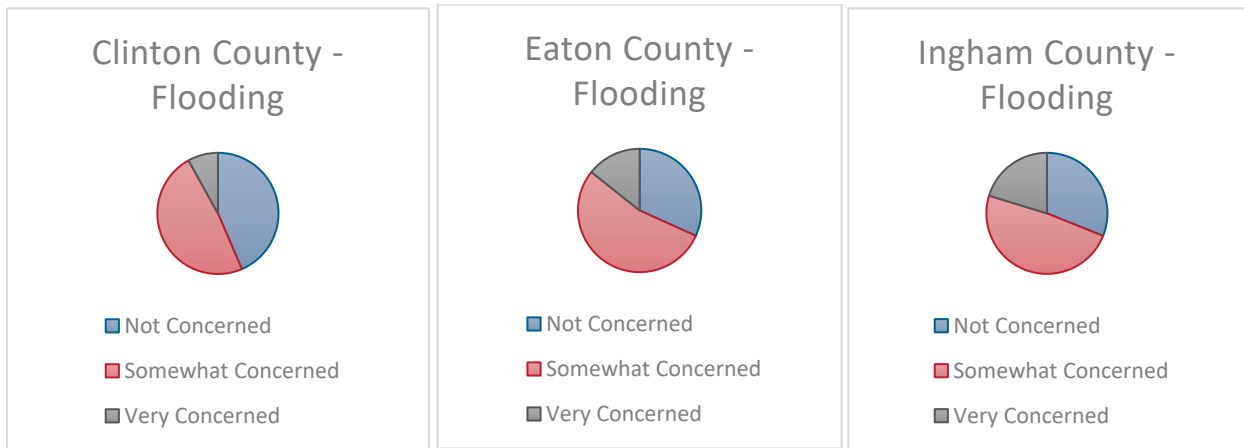 Clinton County -
Flooding
Not Concerned
Somewhat Concerned
Very Concerned
Eaton County -
Flooding
Not Concerned
Somewhat Concerned
Very Concerned
Ingham County -
Flooding
Not Concerned
Somewhat Concerned
Very Concerned